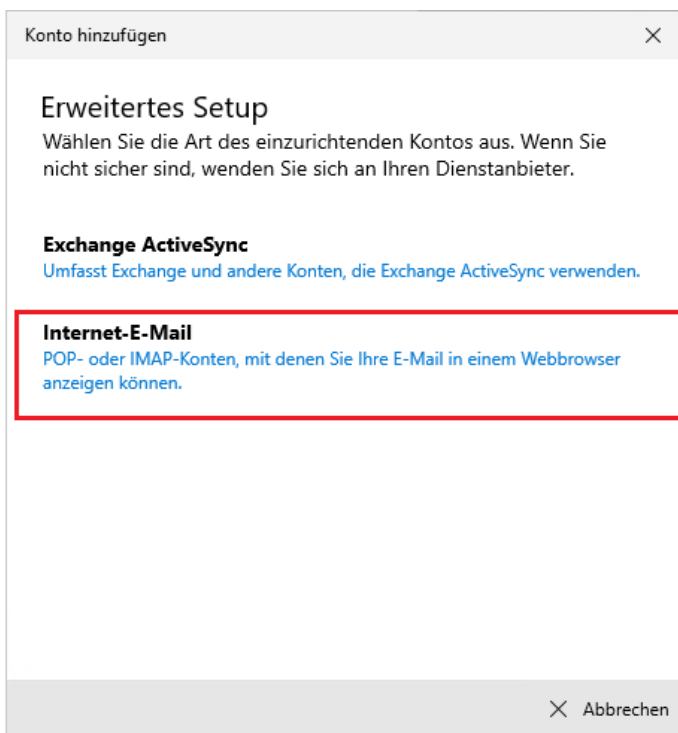 Konto hinzufügen
Erweitertes Setup
Wählen Sie die Art des einzurichtenden Kontos aus. Wenn Sie
nicht sicher sind, wenden Sie sich an Ihren Dienstanbieter.
Exchange ActiveSync
Umfasst Exchange und andere Konten, die Exchange ActiveSync verwenden.
Internet-E-Mail
POP- oder IMAP-Konten, mit denen Sie Ihre E-Mail in einem Webbrowser
anzeigen können.
Abbrechen